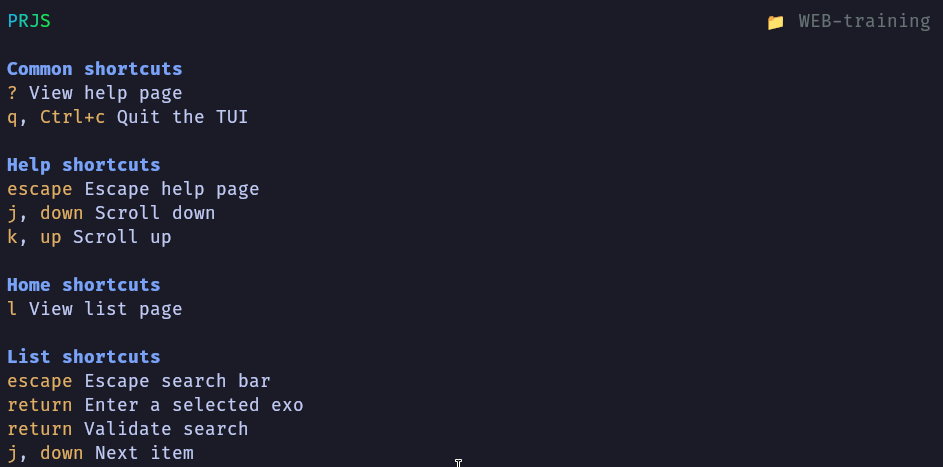 PRJS
📁 WEB-training
Common shortcuts
? View help page
q, Ctrl+c Quit the TUI
Help shortcuts
escape Escape help page
j, down Scroll down
k, up Scroll up
Home shortcuts
l View list page
List shortcuts
escape Escape search bar
return Enter a selected exo
return Validate search
j, down Next item